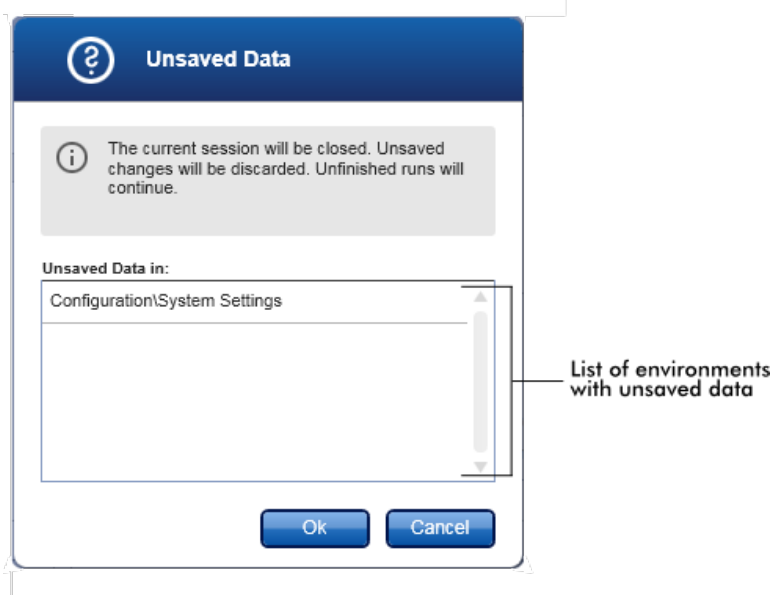 Unsaved Data
The current session will be closed. Unsaved
changes will be discarded. Unfinished runs will
continue.
Unsaved Data in:
Configuration\System Settings
List of environments
with unsaved data
Ok
Cancel